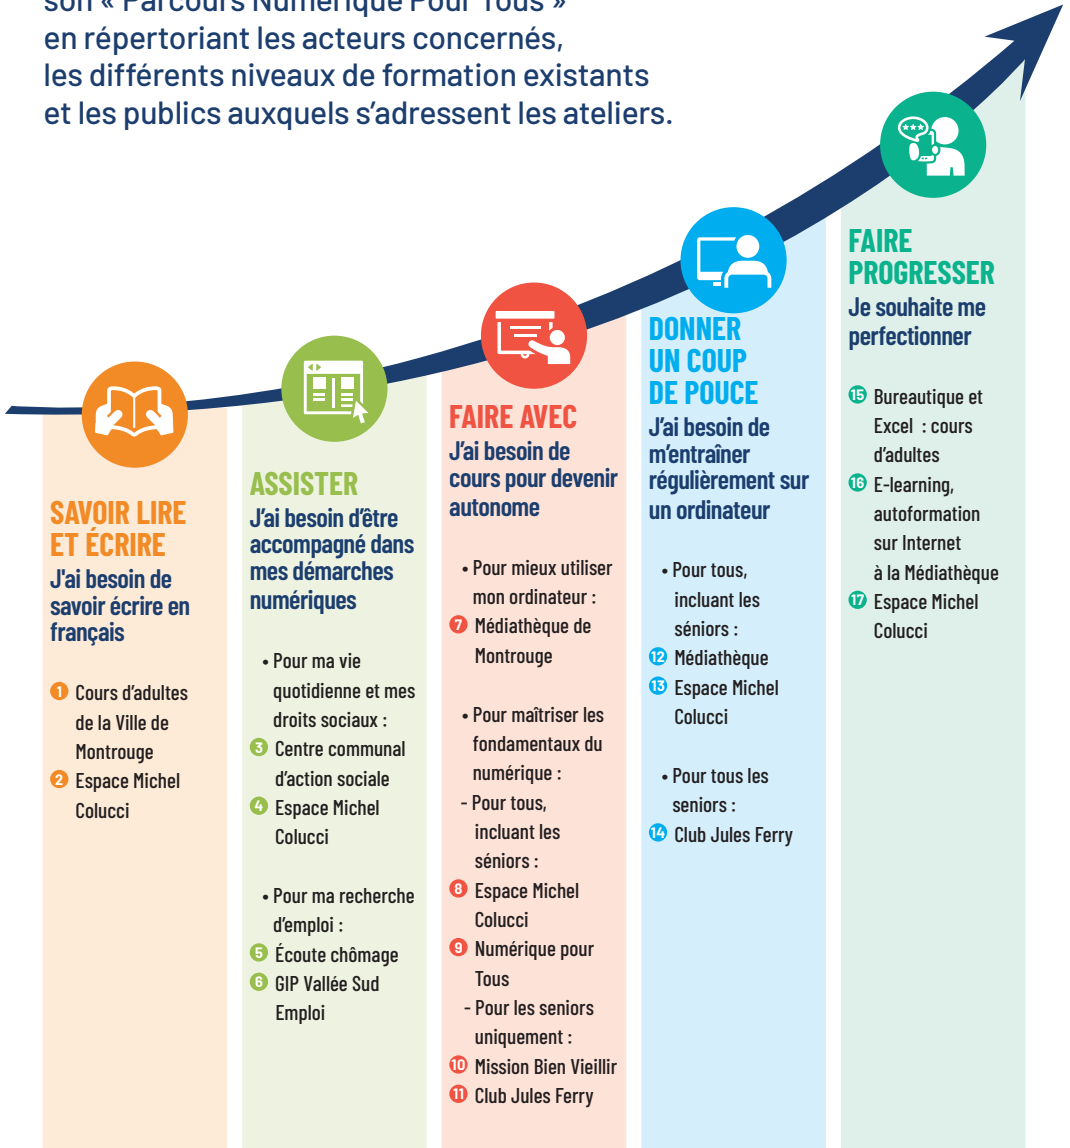 son « Parcours Numérique Pour Tous »
en répertoriant les acteurs concernés,
les différents niveaux de formation existants
et les publics auxquels s'adressent les ateliers.
SAVOIR LIRE
ET ÉCRIRE
J'ai besoin de
savoir écrire en
français
1 Cours d'adultes
de la Ville de
Montrouge
2 Espace Michel
Colucci
ASSISTER
J'ai besoin d'être
accompagné dans
mes démarches
numériques
• Pour ma vie
quotidienne et mes
droits sociaux :
3 Centre communal
d'action sociale
4 Espace Michel
Colucci
• Pour ma recherche
d'emploi :
5 Écoute chômage
6 GIP Vallée Sud
Emploi
FAIRE AVEC
J'ai besoin de
cours pour devenir
autonome
• Pour mieux utiliser
mon ordinateur :
7 Médiathèque de
Montrouge
• Pour maîtriser les
fondamentaux du
numérique :
- Pour tous,
incluant les
séniors :
8 Espace Michel
Colucci
9 Numérique pour
Tous
- Pour les seniors
uniquement :
10 Mission Bien Vieillir
11 Club Jules Ferry
DONNER
UN COUP
DE POUCE
J'ai besoin de
m'entraîner
régulièrement sur
un ordinateur
• Pour tous,
incluant les
séniors :
12 Médiathèque
13 Espace Michel
Colucci
• Pour tous les
seniors :
14 Club Jules Ferry
FAIRE
PROGRESSER
Je souhaite me
perfectionner
15 Bureautique et
Excel : cours
d'adultes
16 E-learning,
autoformation
sur Internet
à la Médiathèque
17 Espace Michel
Colucci